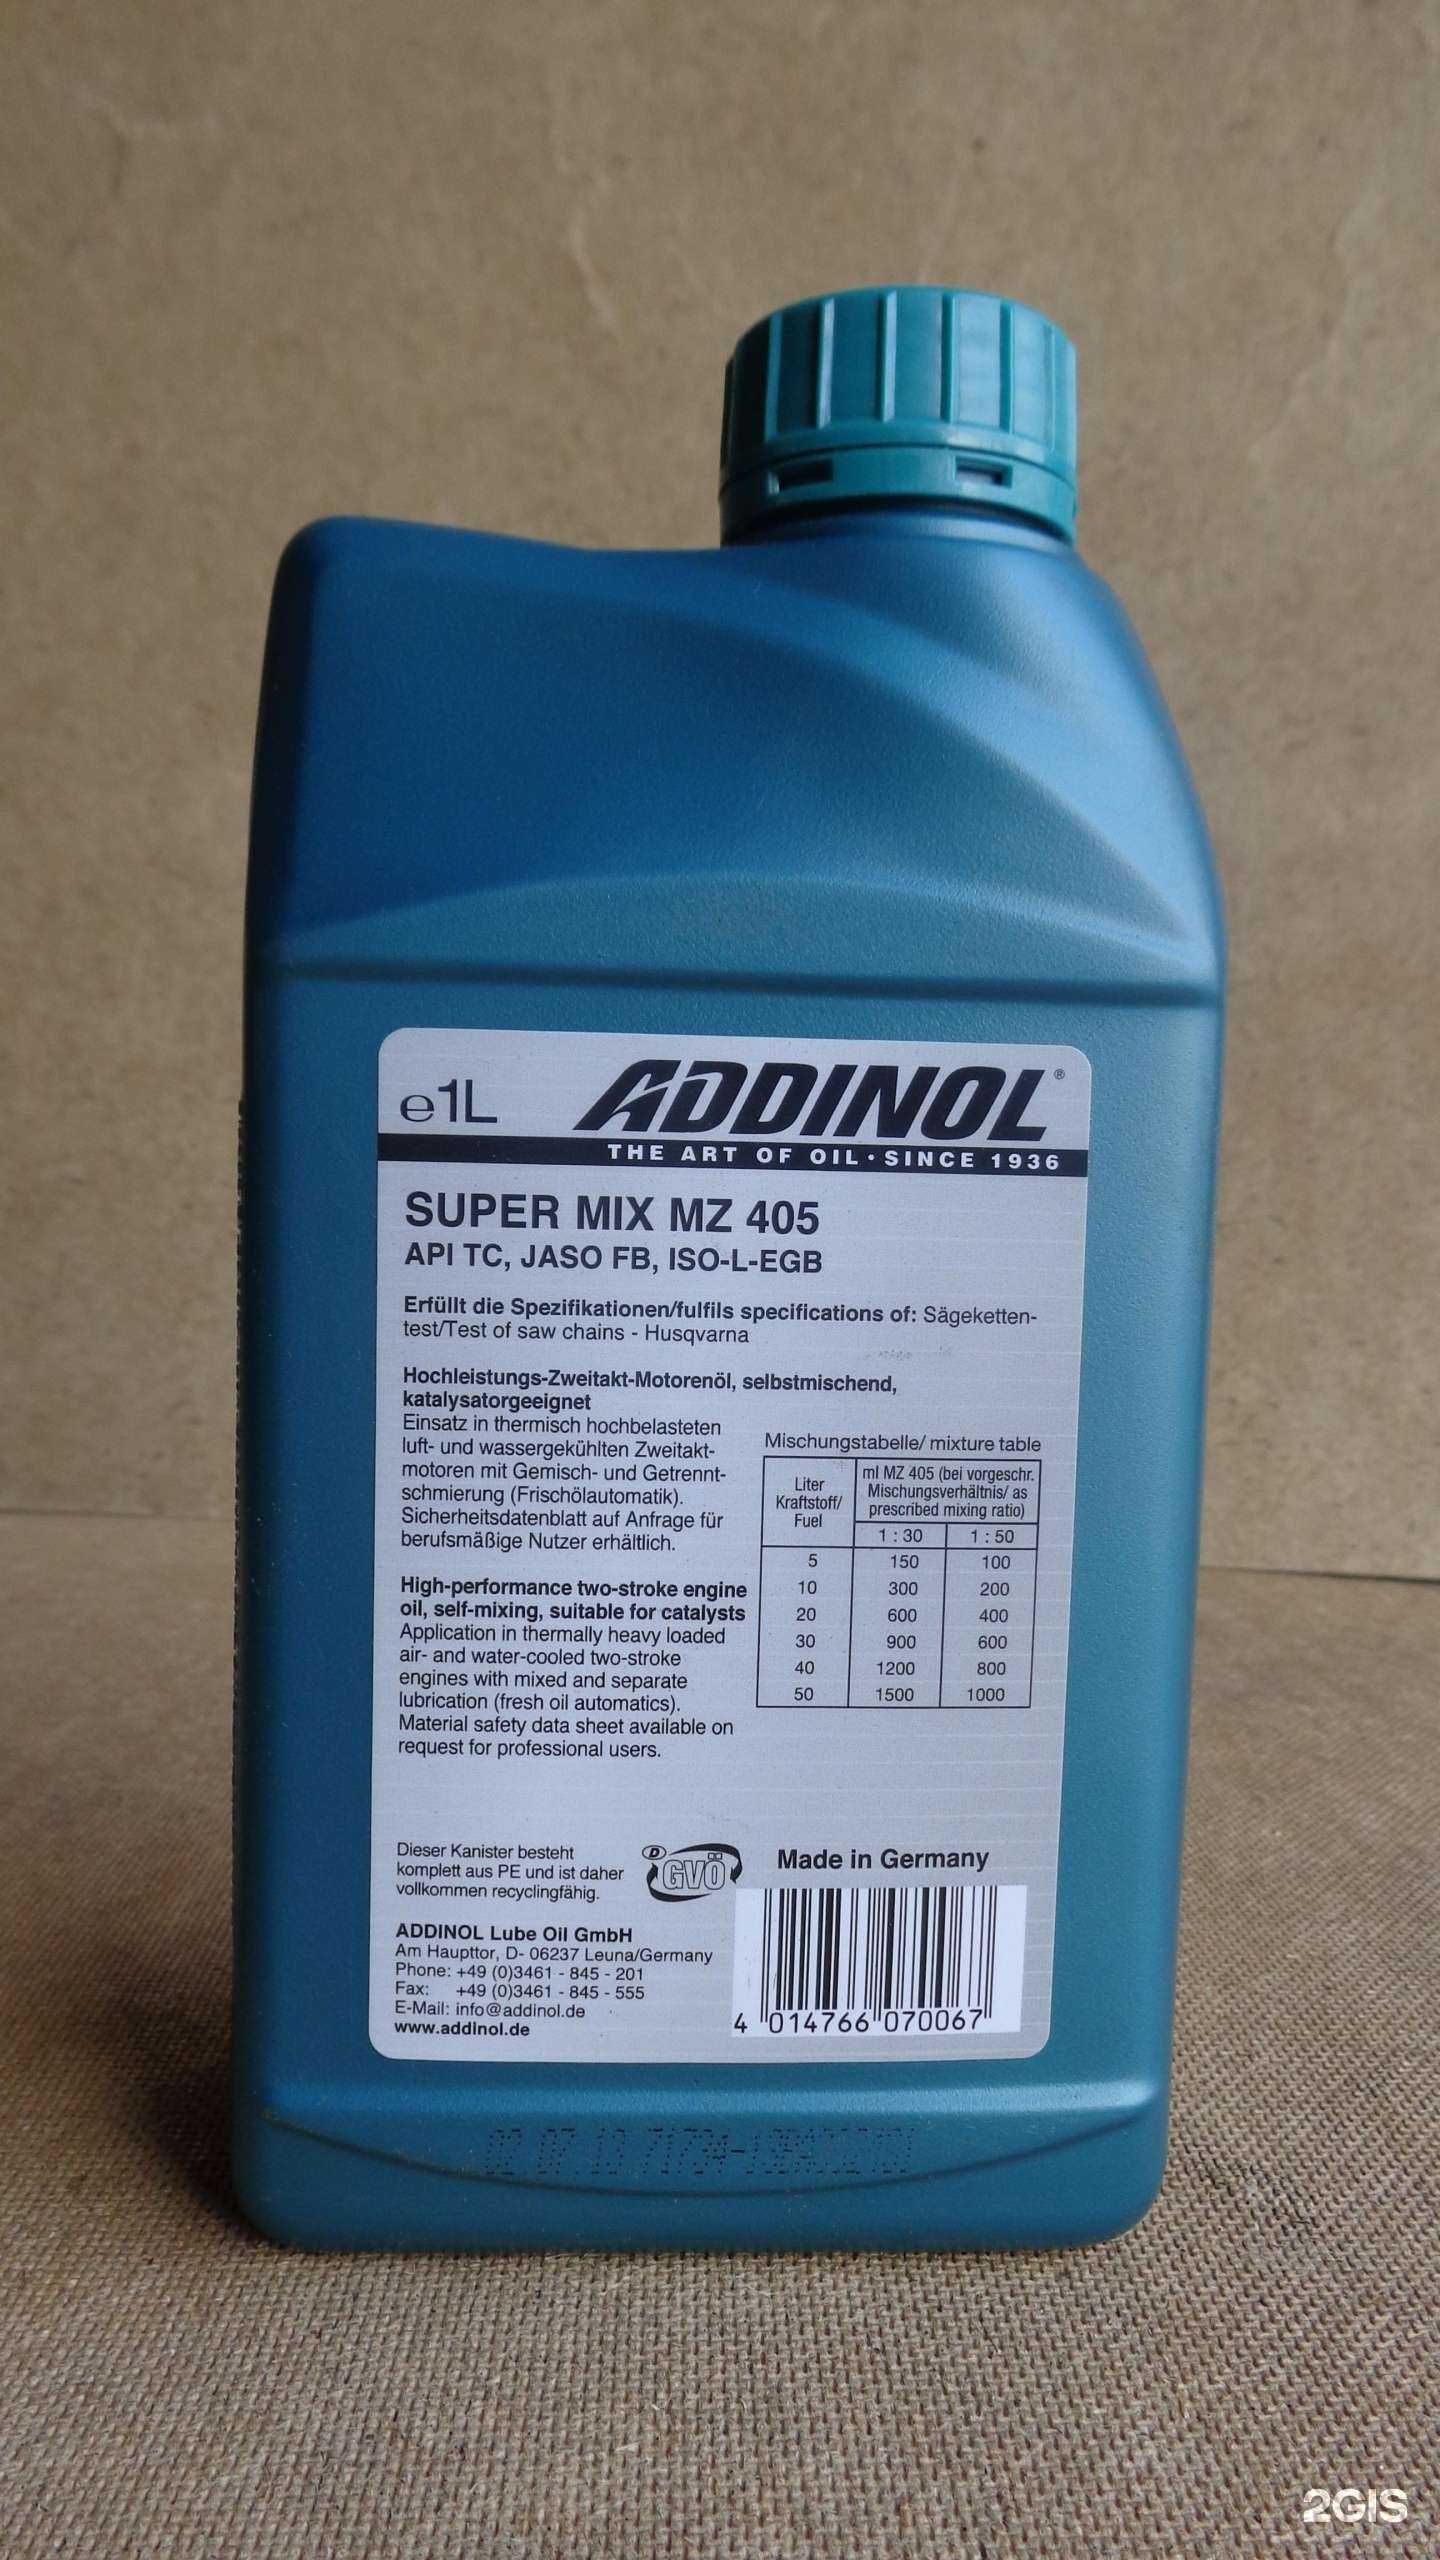 e1L
ADDINOL®
THE ART OF OIL · SINCE 1936
SUPER MIX MZ 405
API TC, JASO FB, ISO-L-EGB
Erfüllt die Spezifikationen/fulfils specifications of: Sägeketten-
test/Test of saw chains - Husqvarna
Hochleistungs-Zweitakt-Motorenöl, selbstmischend,
katalysatorgeeignet
Einsatz in thermisch hochbelasteten
luft- und wassergekühlten Zweitakt-
motoren mit Gemisch- und Getrennt-
schmierung (Frischölautomatik).
Sicherheitsdatenblatt auf Anfrage für
berufsmäßige Nutzer erhältlich.
High-performance two-stroke engine
oil, self-mixing, suitable for catalysts
Application in thermally heavy loaded
air- and water-cooled two-stroke
engines with mixed and separate
lubrication (fresh oil automatics).
Material safety data sheet available on
request for professional users.
Mischungstabelle/ mixture table
Liter
Kraftstoff/
Fuel
ml MZ 405 (bei vorgeschr.
Mischungsverhältnis/ as
prescribed mixing ratio)
1 : 30 1 : 50
5 150 100
10 300 200
20 600 400
30 900 600
40 1200 800
50 1500 1000
Dieser Kanister besteht
komplett aus PE und ist daher
vollkommen recyclingfähig.
D
GVÖ
Made in Germany
ADDINOL Lube Oil GmbH
Am Haupttor, D- 06237 Leuna/Germany
Phone: +49 (0)3461 - 845 - 201
Fax: +49 (0)3461 - 845 - 555
E-Mail: info@addinol.de
www.addinol.de
4 014766 070067
2GIS